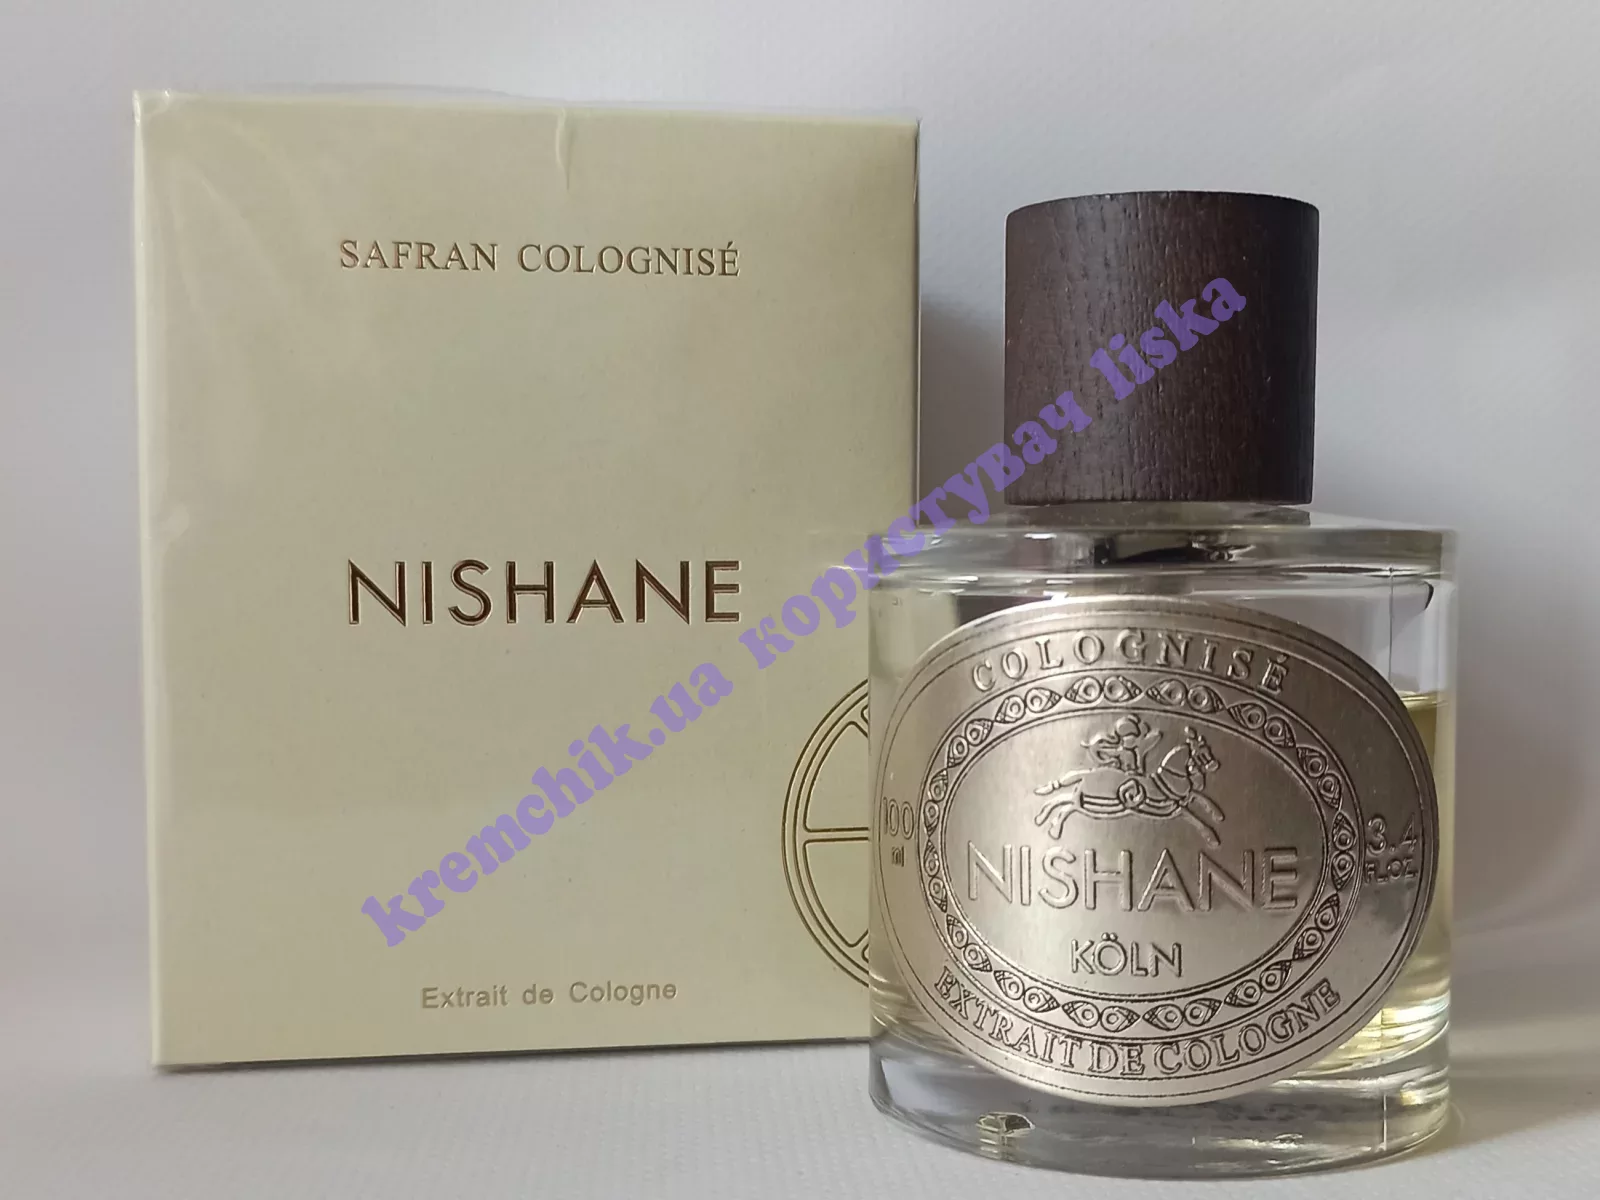 SAFRAN COLOGNISÉ
NISHANE
Extrait de Cologne
kremchik.ua користувач liska
COLOGNISÉ
100
ml
3.4
FL.OZ.
NISHANE
KÖLN
EXTRAIT DE COLOGNE